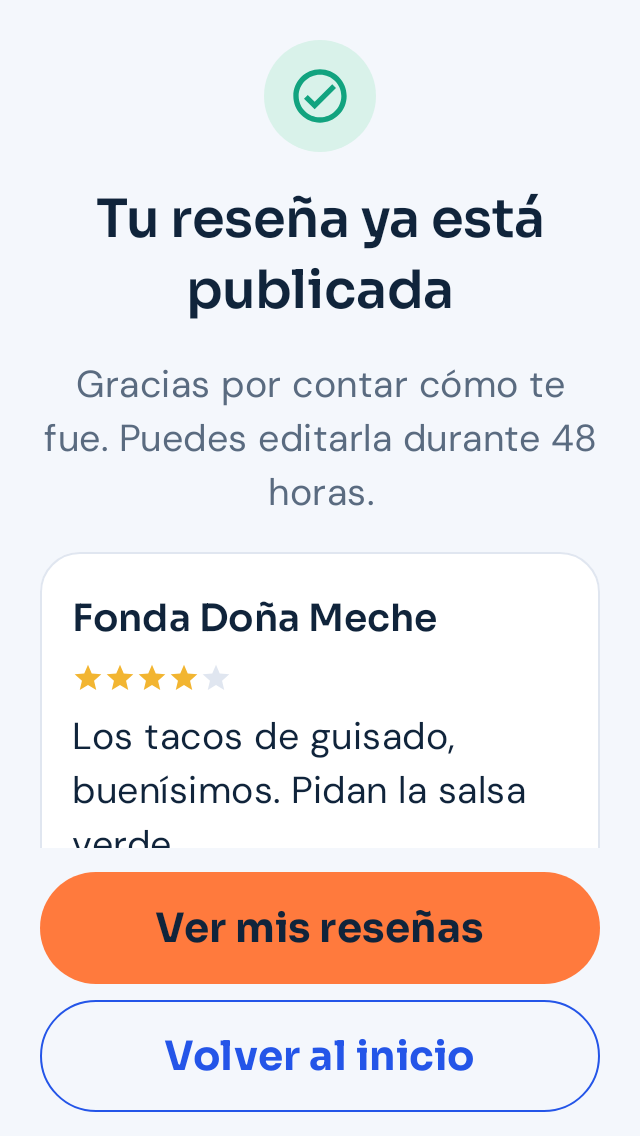 Tu reseña ya está
publicada
Gracias por contar cómo te
fue. Puedes editarla durante 48
horas.
Fonda Doña Meche
Los tacos de guisado,
buenísimos. Pidan la salsa
verde
Ver mis reseñas
Volver al inicio